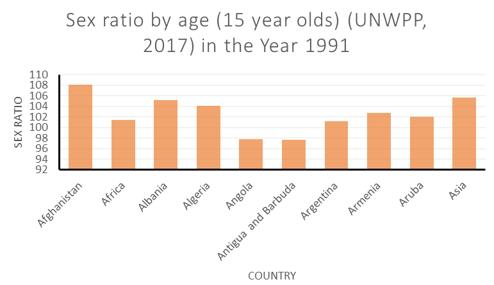 Sex ratio by age (15 year olds) (UNWPP,
2017) in the Year 1991
SEX RATIO
110
108
106
104
102
100
98
96
94
92
Afghanistan
Africa
Albania
Algeria
Angola
Antigua and Barbuda
Argentina
Armenia
Aruba
Asia
COUNTRY